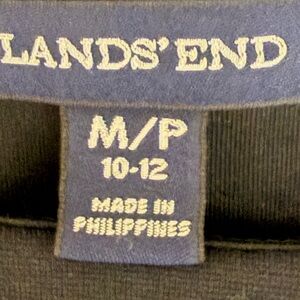 LANDS' END
M/P
10-12
MADE IN
PHILIPPINES